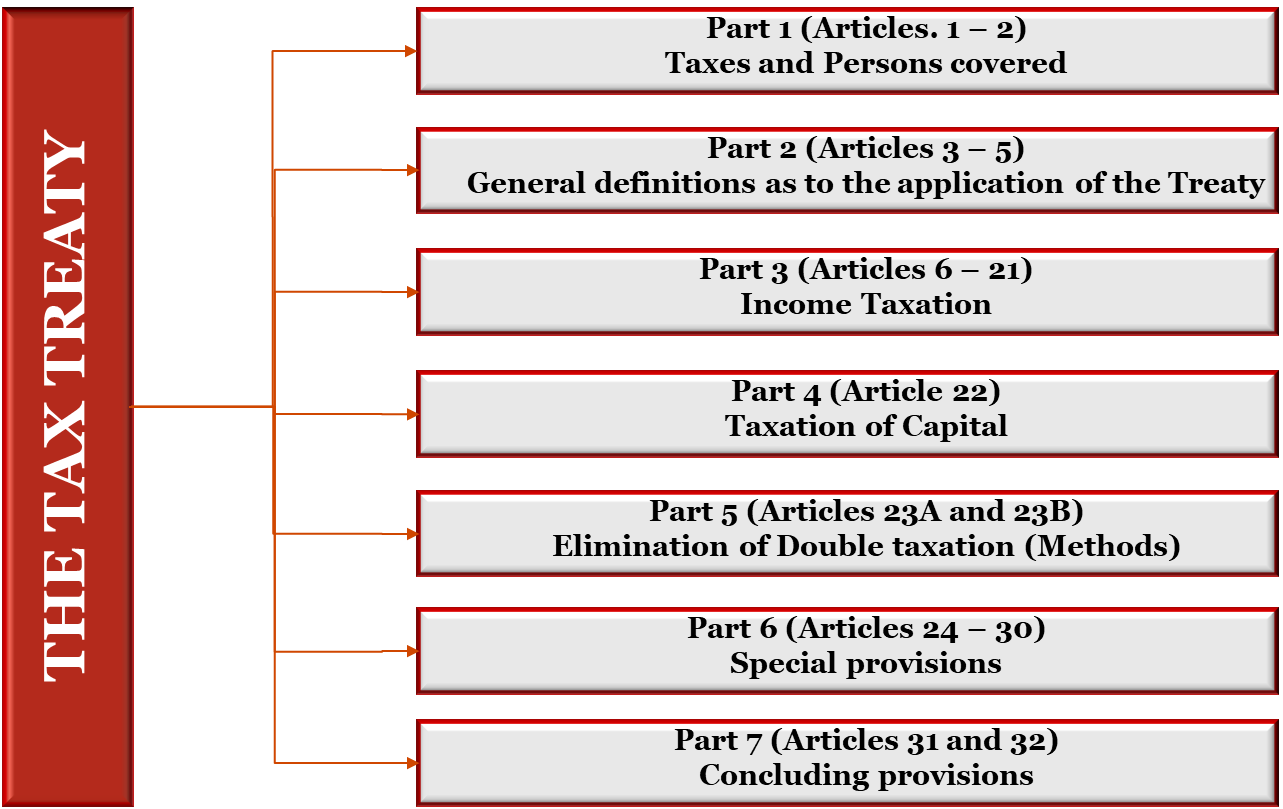 THE TAX TREATY
Part 1 (Articles. 1 – 2)
Taxes and Persons covered
Part 2 (Articles 3 – 5)
General definitions as to the application of the Treaty
Part 3 (Articles 6 – 21)
Income Taxation
Part 4 (Article 22)
Taxation of Capital
Part 5 (Articles 23A and 23B)
Elimination of Double taxation (Methods)
Part 6 (Articles 24 – 30)
Special provisions
Part 7 (Articles 31 and 32)
Concluding provisions